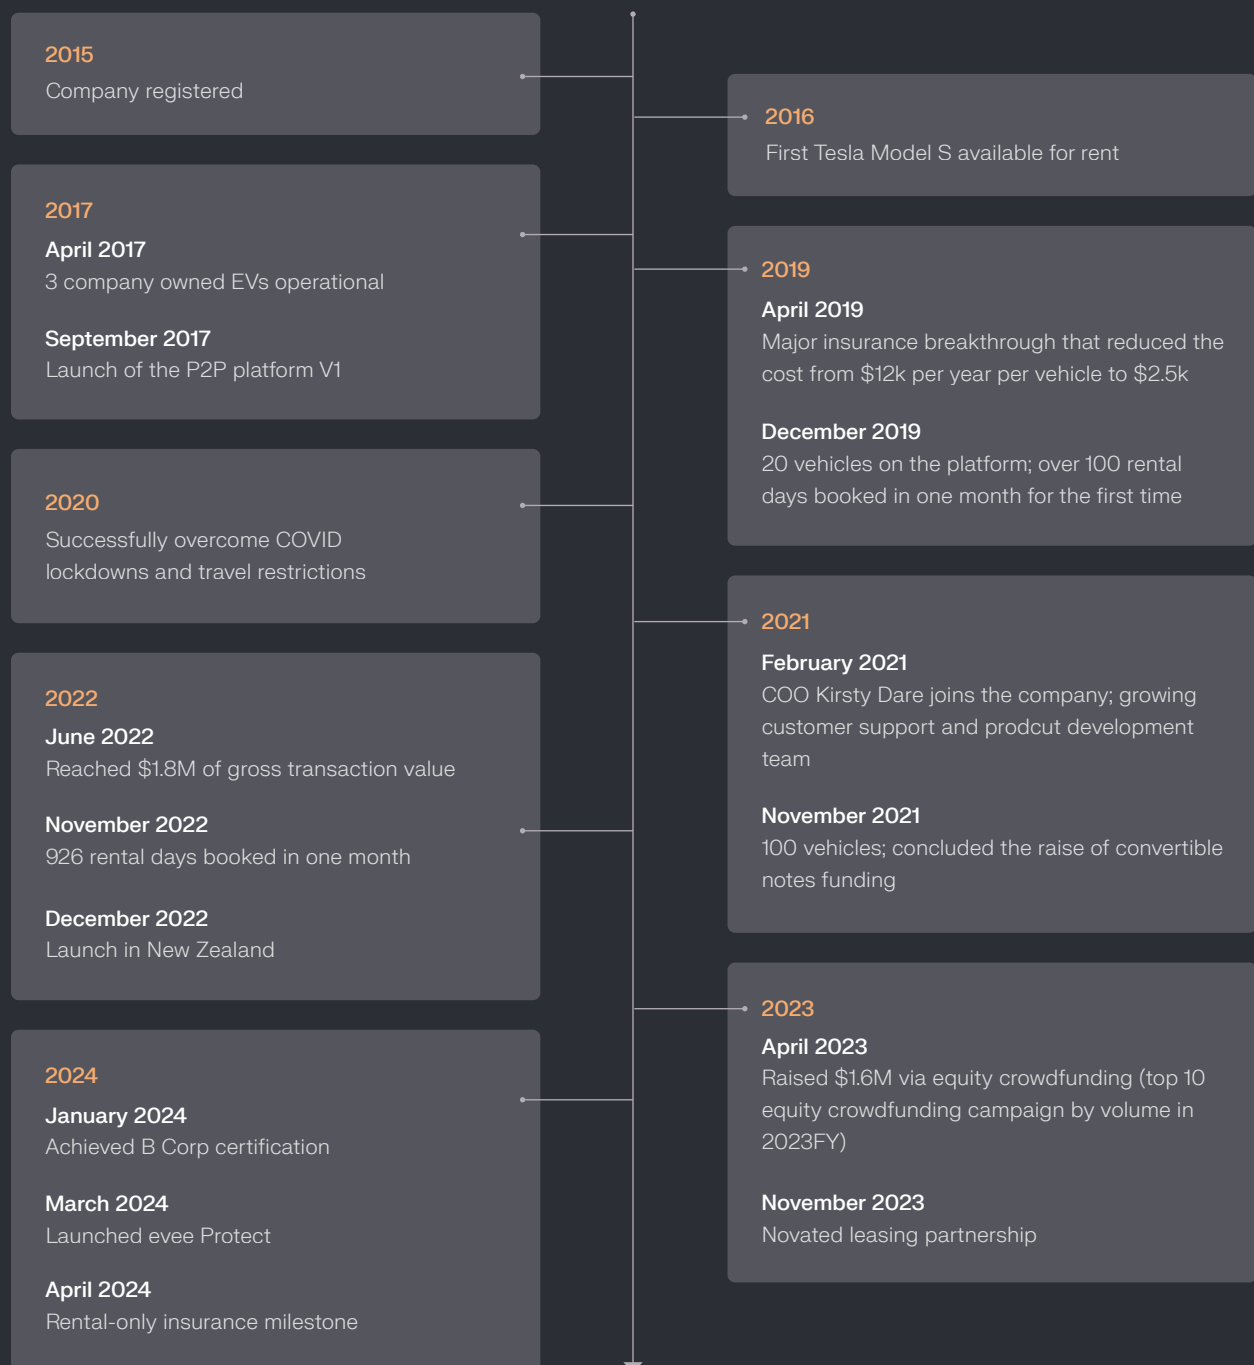 2015
Company registered
2016
First Tesla Model S available for rent
2017
April 2017
3 company owned EVs operational
September 2017
Launch of the P2P platform V1
2019
April 2019
Major insurance breakthrough that reduced the
cost from $12k per year per vehicle to $2.5k
December 2019
20 vehicles on the platform; over 100 rental
days booked in one month for the first time
2020
Successfully overcome COVID
lockdowns and travel restrictions
2021
February 2021
COO Kirsty Dare joins the company; growing
customer support and prodcut development
team
November 2021
100 vehicles; concluded the raise of convertible
notes funding
2022
June 2022
Reached $1.8M of gross transaction value
November 2022
926 rental days booked in one month
December 2022
Launch in New Zealand
2023
April 2023
Raised $1.6M via equity crowdfunding (top 10
equity crowdfunding campaign by volume in
2023FY)
November 2023
Novated leasing partnership
2024
January 2024
Achieved B Corp certification
March 2024
Launched evee Protect
April 2024
Rental-only insurance milestone